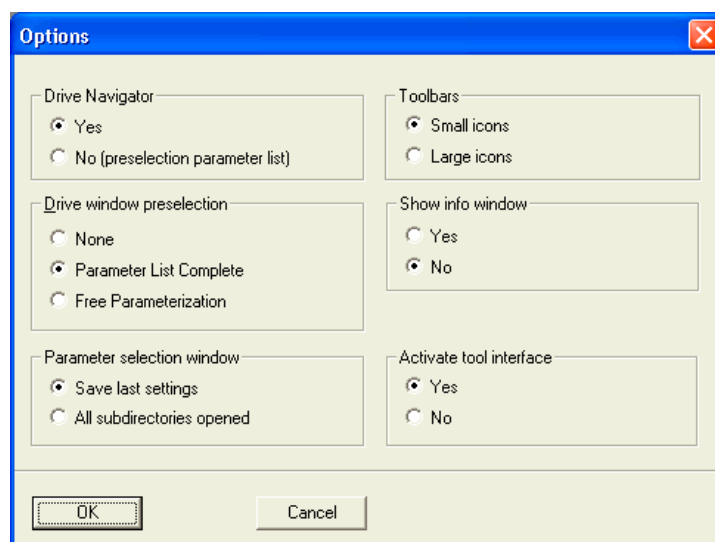 Options
Drive Navigator
Yes
No (preselection parameter list)
Toolbars
Small icons
Large icons
Drive window preselection
None
Parameter List Complete
Free Parameterization
Show info window
Yes
No
Parameter selection window
Save last settings
All subdirectories opened
Activate tool interface
Yes
No
OK
Cancel